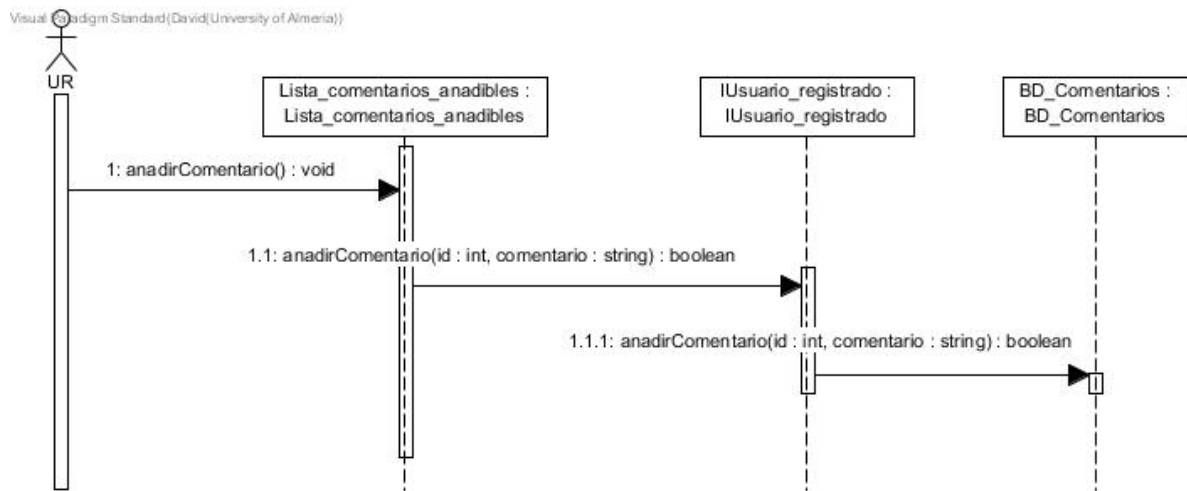 Visual Paradigm Standard(David(University of Almeria))
UR
Lista_comentarios_anadibles :
Lista_comentarios_anadibles
IUsuario_registrado :
IUsuario_registrado
BD_Comentarios :
BD_Comentarios
1: anadirComentario() : void
1.1: anadirComentario(id : int, comentario : string) : boolean
1.1.1: anadirComentario(id : int, comentario : string) : boolean